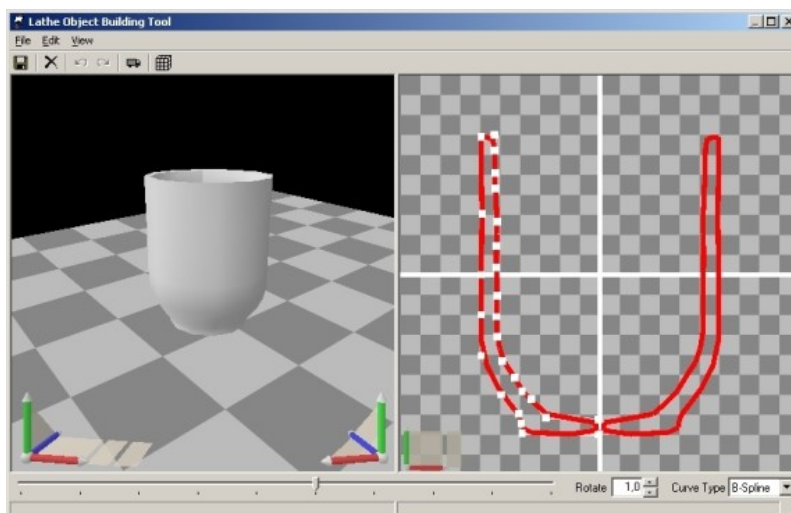 Lathe Object Building Tool
File Edit View
Rotate 1,0 Curve Type B-Spline